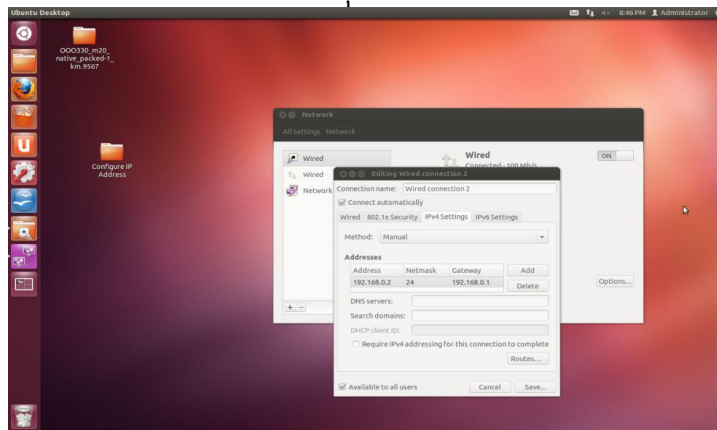 Ubuntu Desktop
8:46 PM Administrator
OOO330_m20_
native_packed-1_
km.9567
Configure IP
Address
Network
All Settings Network
Wired
Wired
Network
Wired
Connected - 100 Mb/s
ON
Options...
Editing Wired connection 2
Connection name: Wired connection 2
Connect automatically
Wired 802.1x Security IPv4 Settings IPv6 Settings
Method: Manual
Addresses
Address Netmask Gateway Add
192.168.0.2 24 192.168.0.1 Delete
DNS servers:
Search domains:
DHCP client ID:
Require IPv4 addressing for this connection to complete
Routes...
Available to all users Cancel Save...